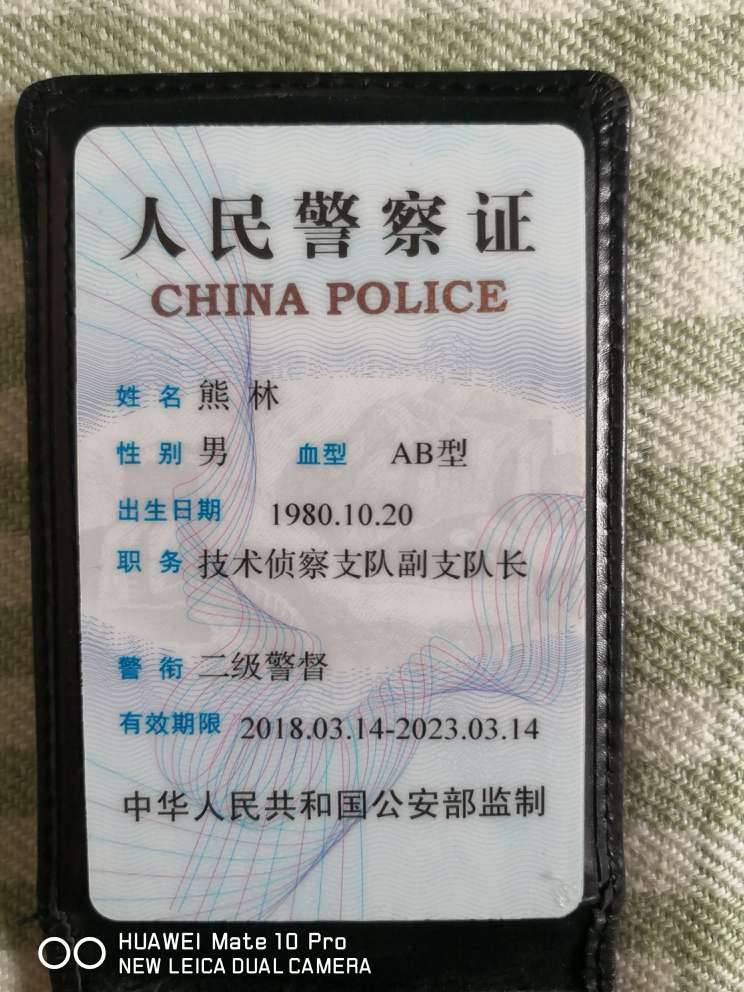 人民警察证
CHINA POLICE
姓 名 熊 林
性 别 男 血型 AB型
出生日期 1980.10.20
职 务 技术侦察支队副支队长
警 衔 二级警督
有效期限 2018.03.14-2023.03.14
中华人民共和国公安部监制
HUAWEI Mate 10 Pro
NEW LEICA DUAL CAMERA